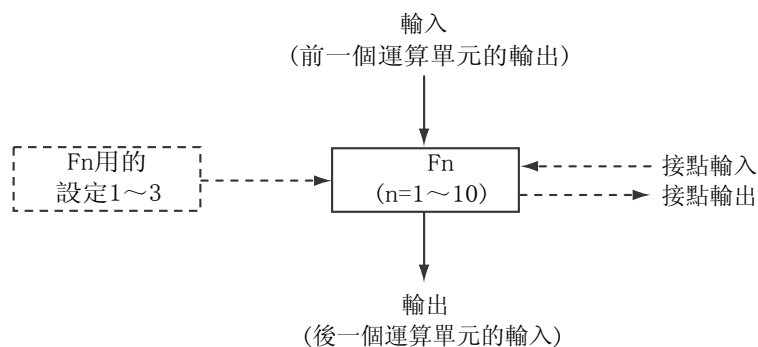 輸入
(前一個運算單元的輸出)
Fn用的
設定1～3
Fn
(n=1～10)
接點輸入
接點輸出
輸出
(後一個運算單元的輸入)